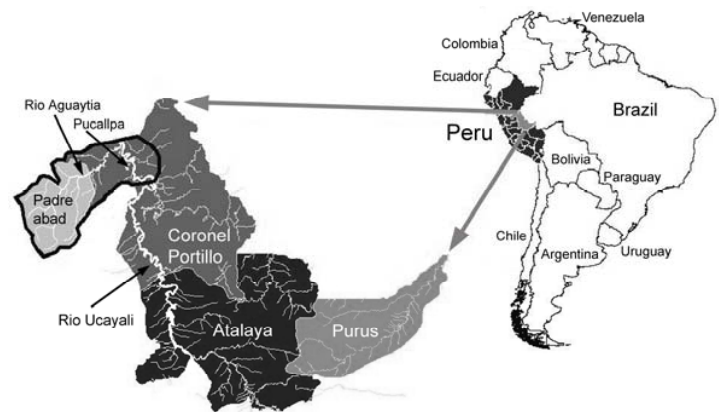 Venezuela
Colombia
Ecuador
Brazil
Peru
Bolivia
Paraguay
Chile
Argentina
Uruguay
Rio Aguaytia
Pucallpa
Padre
abad
Coronel
Portillo
Rio Ucayali
Atalaya
Purus